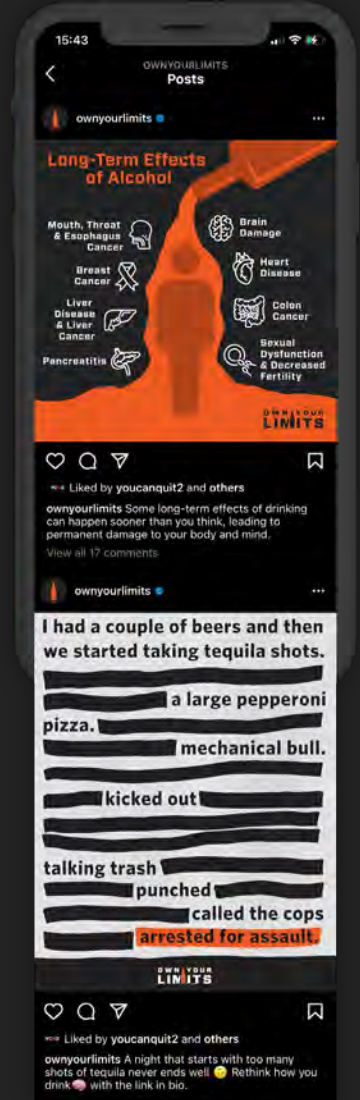 15:43
OWNYOURLIMITS
Posts
ownyourlimits
Long-Term Effects
of Alcohol
Mouth, Throat
& Esophagus
Cancer
Breast
Cancer
Liver
Disease
& Liver
Cancer
Pancreatitis
Brain
Damage
Heart
Disease
Colon
Cancer
Sexual
Dysfunction
& Decreased
Fertility
OWN YOUR
LIMITS
Liked by youcanquit2 and others
ownyourlimits Some long-term effects of drinking
can happen sooner than you think, leading to
permanent damage to your body and mind.
View all 17 comments
ownyourlimits
I had a couple of beers and then
we started taking tequila shots.
a large pepperoni
pizza.
mechanical bull.
kicked out
talking trash
punched
called the cops
arrested for assault.
OWN YOUR
LIMITS
Liked by youcanquit2 and others
ownyourlimits A night that starts with too many
shots of tequila never ends well Rethink how you
drink with the link in bio.